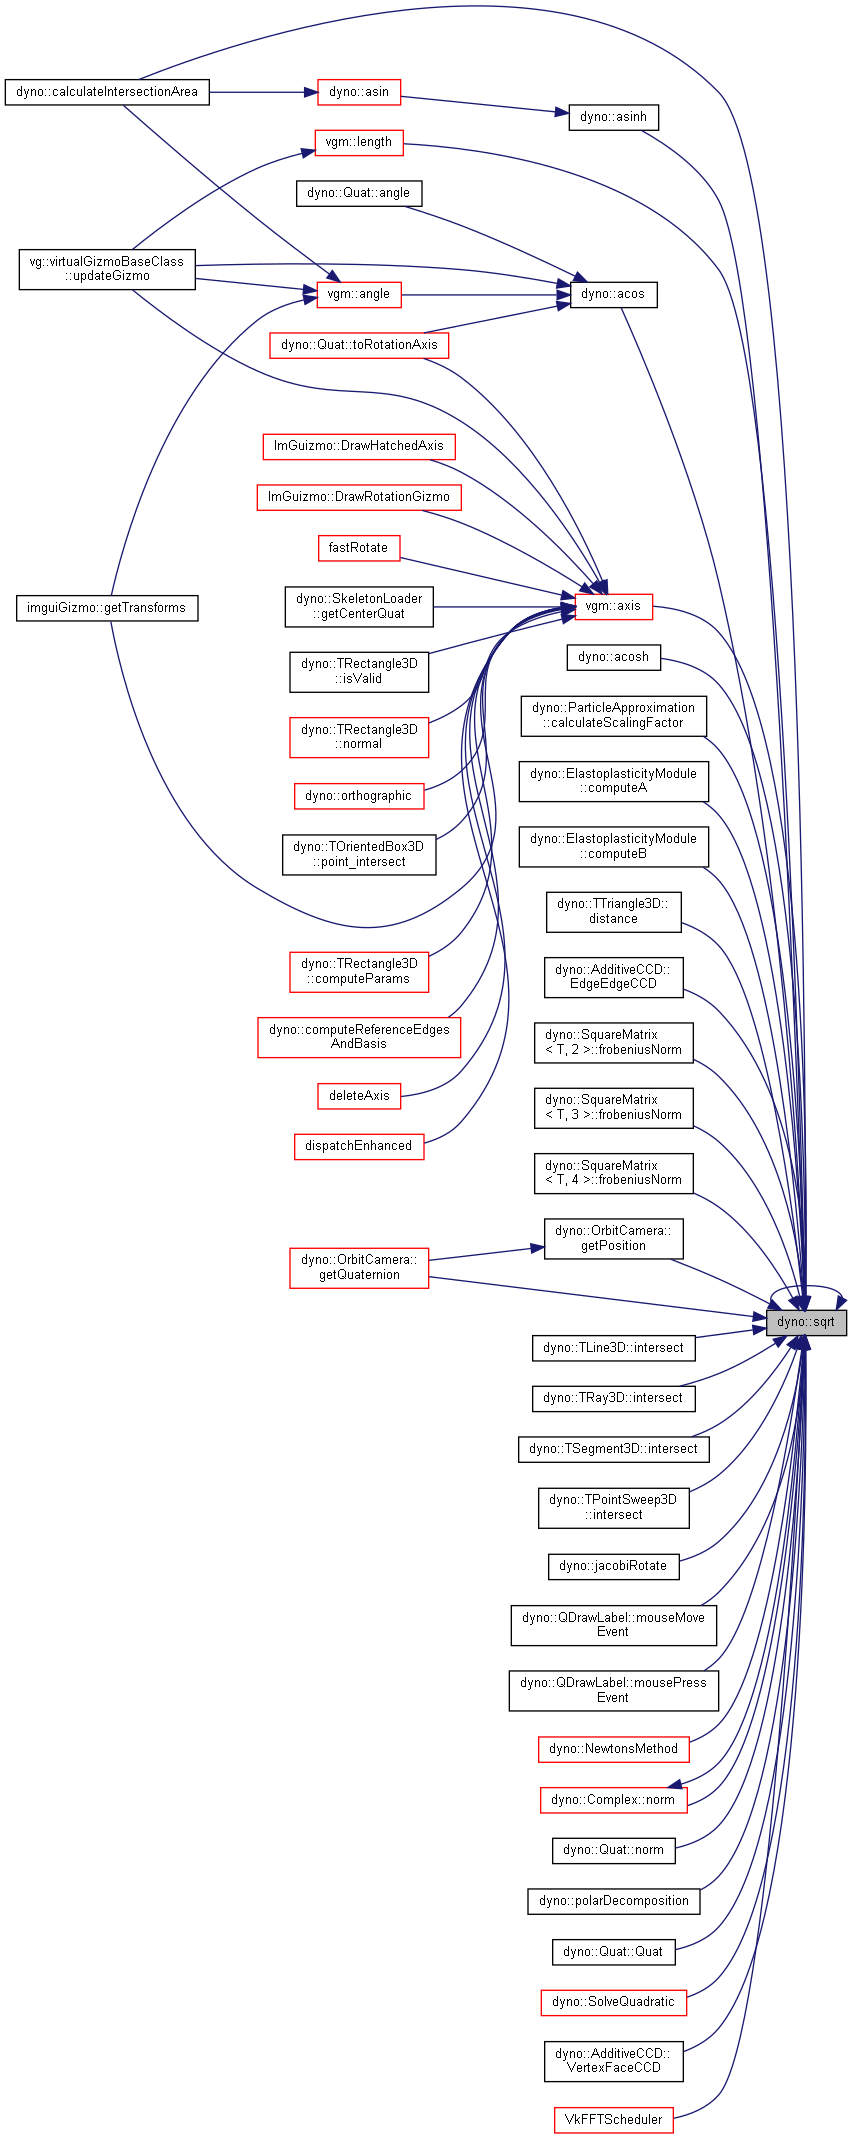 dyno::calculateIntersectionArea
dyno::asin
dyno::asinh
vgm::length
dyno::Quat::angle
vg::virtualGizmoBaseClass
::updateGizmo
vgm::angle
dyno::acos
dyno::Quat::toRotationAxis
ImGuizmo::DrawHatchedAxis
ImGuizmo::DrawRotationGizmo
fastRotate
imguiGizmo::getTransforms
dyno::SkeletonLoader
::getCenterQuat
vgm::axis
dyno::TRectangle3D
::isValid
dyno::acosh
dyno::ParticleApproximation
::calculateScalingFactor
dyno::TRectangle3D
::normal
dyno::ElastoplasticityModule
::computeA
dyno::orthographic
dyno::TOrientedBox3D
::point_intersect
dyno::ElastoplasticityModule
::computeB
dyno::TTriangle3D::
distance
dyno::TRectangle3D
::computeParams
dyno::AdditiveCCD::
EdgeEdgeCCD
dyno::computeReferenceEdges
AndBasis
dyno::SquareMatrix
< T, 2 >::frobeniusNorm
deleteAxis
dyno::SquareMatrix
< T, 3 >::frobeniusNorm
dispatchEnhanced
dyno::SquareMatrix
< T, 4 >::frobeniusNorm
dyno::OrbitCamera::
getPosition
dyno::OrbitCamera::
getQuaternion
dyno::sqrt
dyno::TLine3D::intersect
dyno::TRay3D::intersect
dyno::TSegment3D::intersect
dyno::TPointSweep3D
::intersect
dyno::jacobiRotate
dyno::QDrawLabel::mouseMove
Event
dyno::QDrawLabel::mousePress
Event
dyno::NewtonsMethod
dyno::Complex::norm
dyno::Quat::norm
dyno::polarDecomposition
dyno::Quat::Quat
dyno::SolveQuadratic
dyno::AdditiveCCD::
VertexFaceCCD
VkFFTScheduler